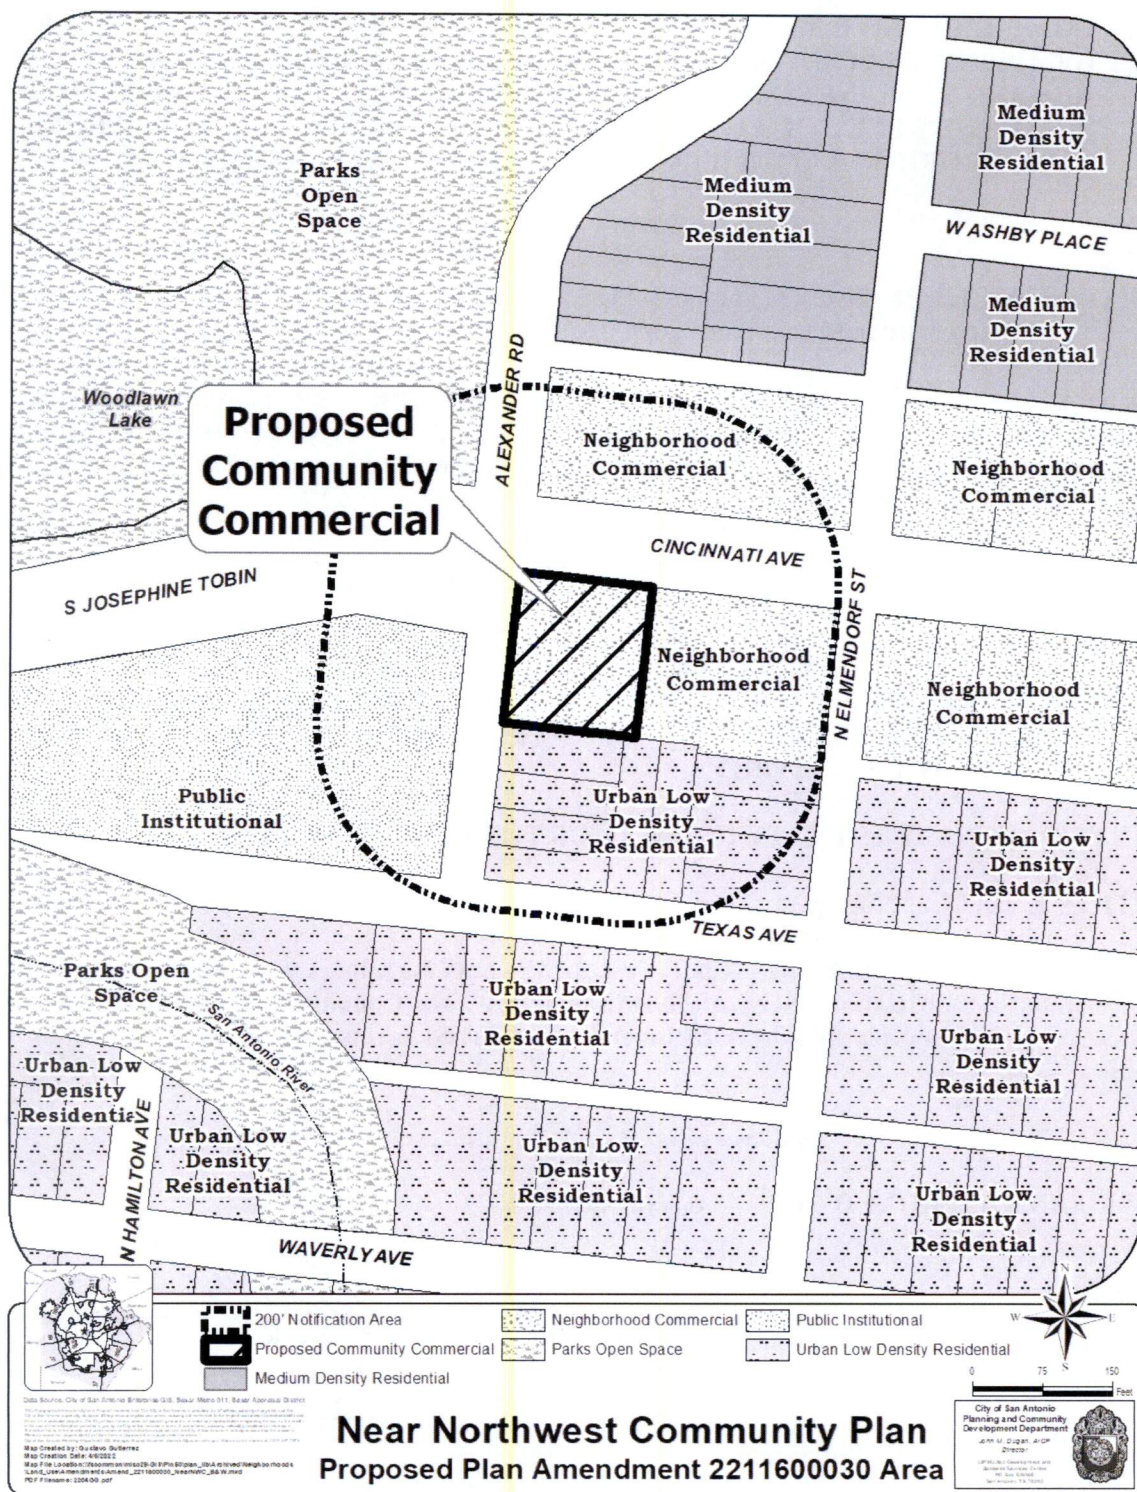 Parks
Open
Space
Medium
Density
Residential
Medium
Density
Residential
W ASHBY PLACE
Medium
Density
Residential
Woodlawn
Lake
Proposed
Community
Commercial
ALEXANDER RD
Neighborhood
Commercial
Neighborhood
Commercial
CINCINNATI AVE
S JOSEPHINE TOBIN
N ELMENDORF ST
Neighborhood
Commercial
Neighborhood
Commercial
Public
Institutional
Urban Low
Density
Residential
Urban Low
Density
Residential
TEXAS AVE
Parks Open
Space
San Antonio River
Urban Low
Density
Residential
Urban Low
Density
Residential
Urban Low
Density
Residential
N HAMILTON AVE
Urban Low
Density
Residential
Urban Low
Density
Residential
Urban Low
Density
Residential
WAVERLY AVE
N
W E
S
200' Notification Area
Neighborhood Commercial
Public Institutional
Proposed Community Commercial
Parks Open Space
Urban Low Density Residential
Medium Density Residential
0 75 150
Feet
Map Created by: Gustavo Gutierrez
Near Northwest Community Plan
Proposed Plan Amendment 2211600030 Area
City of San Antonio
Planning and Community
Development Department
John M. Dugan, AICP
Director